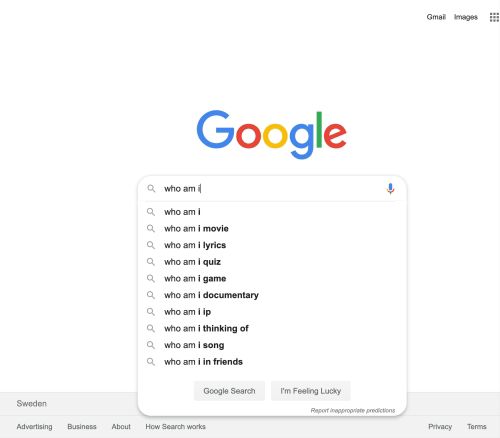 Gmail Images
Google
who am i
who am i
who am i movie
who am i lyrics
who am i quiz
who am i game
who am i documentary
who am i ip
who am i thinking of
who am i song
who am i in friends
Google Search I'm Feeling Lucky
Report inappropriate predictions
Sweden
Advertising Business About How Search works Privacy Terms